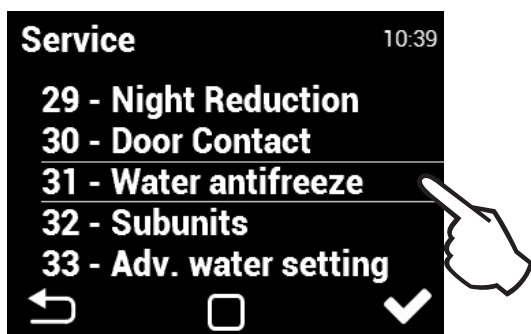 Service 10:39
29 - Night Reduction
30 - Door Contact
31 - Water antifreeze
32 - Subunits
33 - Adv. water setting